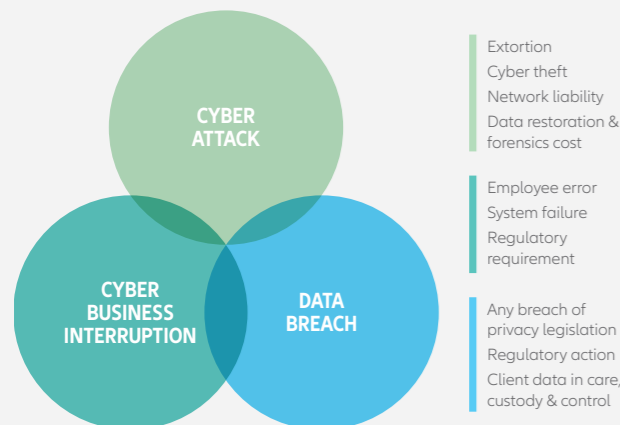 CYBER
ATTACK
CYBER
BUSINESS
INTERRUPTION
DATA
BREACH
Extortion
Cyber theft
Network liability
Data restoration &
forensics cost
Employee error
System failure
Regulatory
requirement
Any breach of
privacy legislation
Regulatory action
Client data in care,
custody & control